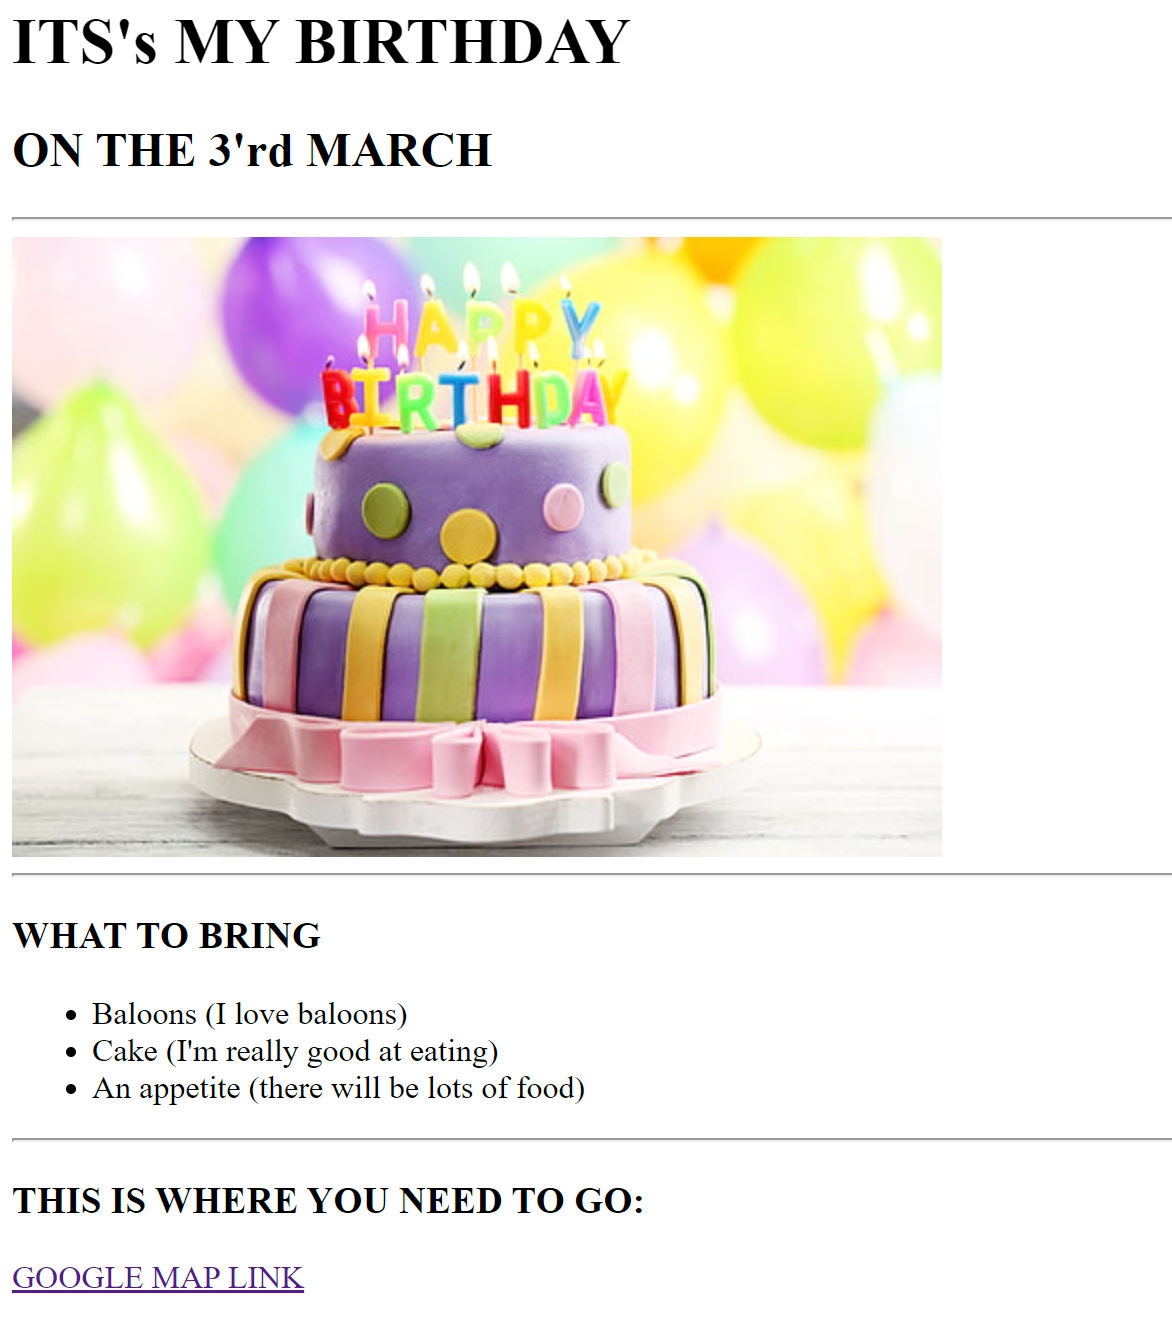 ITS's MY BIRTHDAY
ON THE 3'rd MARCH
HAPPY
BIRTHDAY
WHAT TO BRING
Baloons (I love baloons)
Cake (I'm really good at eating)
An appetite (there will be lots of food)
THIS IS WHERE YOU NEED TO GO:
GOOGLE MAP LINK